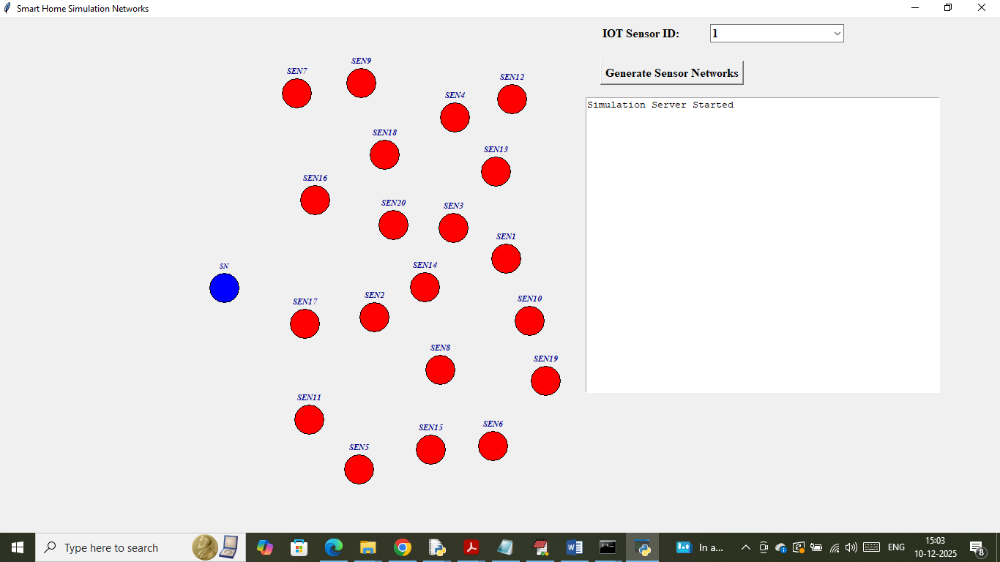 Smart Home Simulation Networks
IOT Sensor ID:
1
Generate Sensor Networks
Simulation Server Started
SEN9
SEN7
SEN12
SEN4
SEN18
SEN13
SEN16
SEN20
SEN3
SEN1
SN
SEN14
SEN2
SEN10
SEN17
SEN8
SEN19
SEN11
SEN6
SEN15
SEN5
Type here to search
In a...
ENG
15:03
10-12-2025
8